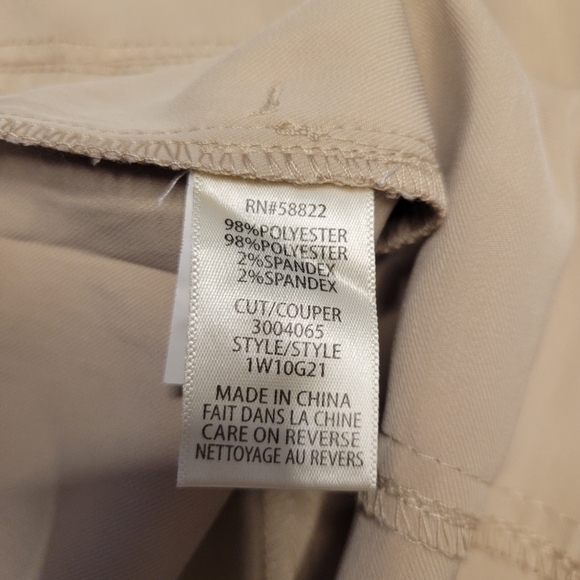 RN#58822
98%POLYESTER
98%POLYESTER
2%SPANDEX
2%SPANDEX
CUT/COUPER
3004065
STYLE/STYLE
1W10G21
MADE IN CHINA
FAIT DANS LA CHINE
CARE ON REVERSE
NETTOYAGE AU REVERS